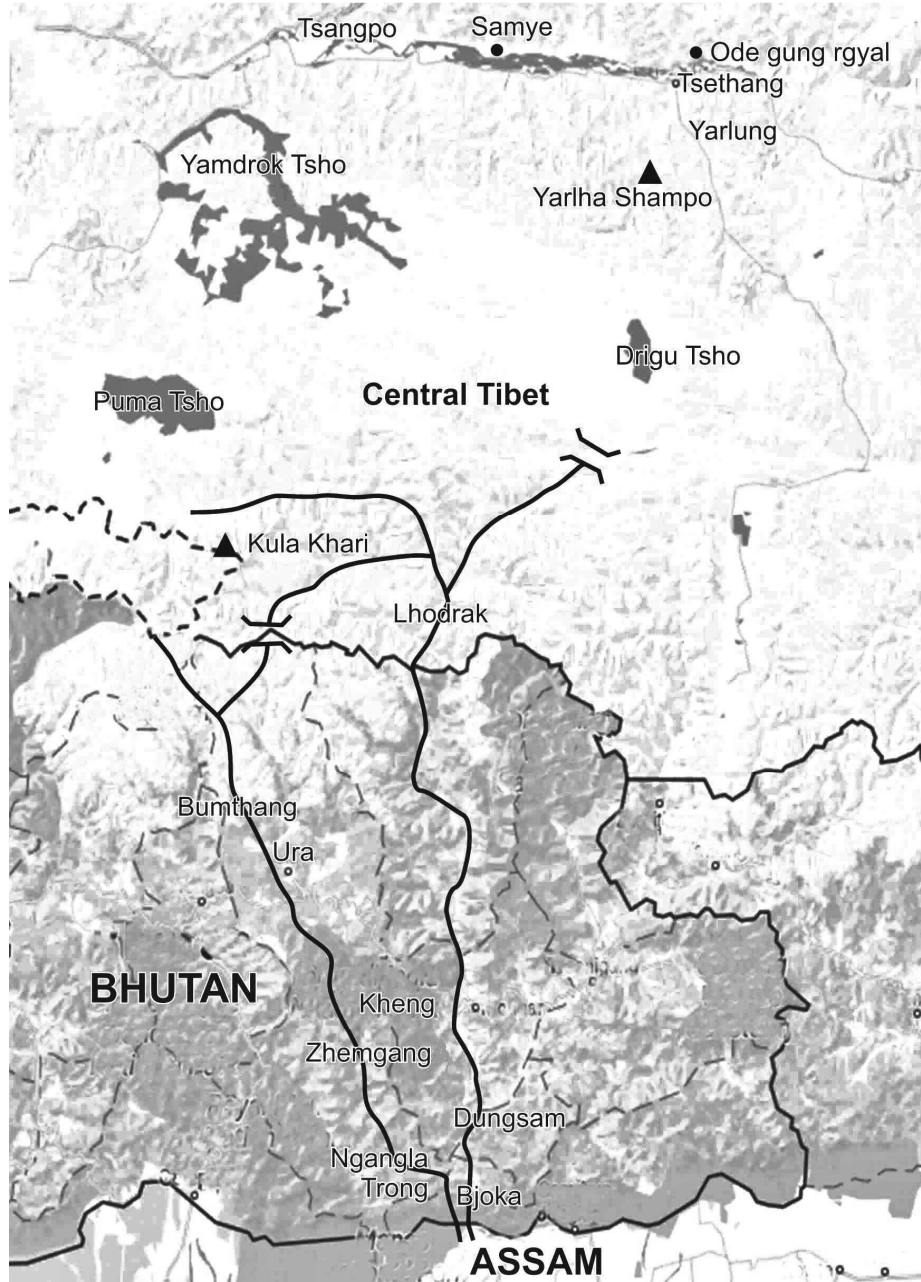 Tsangpo
Samye
Ode gung rgyal
Tsethang
Yarlung
Yamdrok Tsho
Yarlha Shampo
Drigu Tsho
Puma Tsho
Central Tibet
Kula Khari
Lhodrak
Bumthang
Ura
BHUTAN
Kheng
Zhemgang
Dungsam
Ngangla
Trong
Bjoka
ASSAM